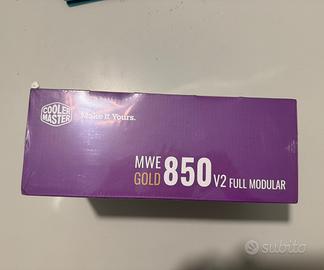 COOLER
MASTER
Make It Yours.
MWE
GOLD 850 V2 FULL MODULAR
subito